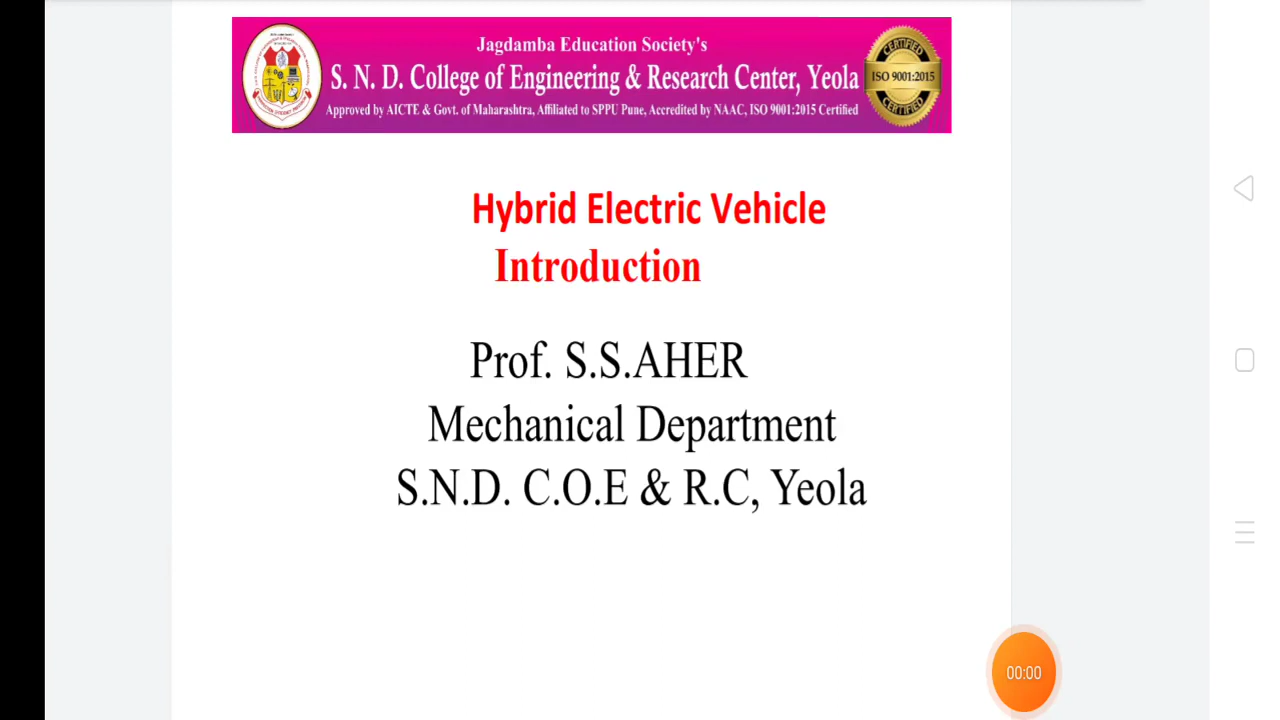 Jagdamba Education Society's
S. N. D. College of Engineering & Research Center, Yeola
Approved by AICTE & Govt. of Maharashtra, Affiliated to SPPU Pune, Accredited by NAAC, ISO 9001:2015 Certified
CERTIFIED
ISO 9001:2015
CERTIFIED
Hybrid Electric Vehicle
Introduction
Prof. S.S.AHER
Mechanical Department
S.N.D. C.O.E & R.C, Yeola
00:00